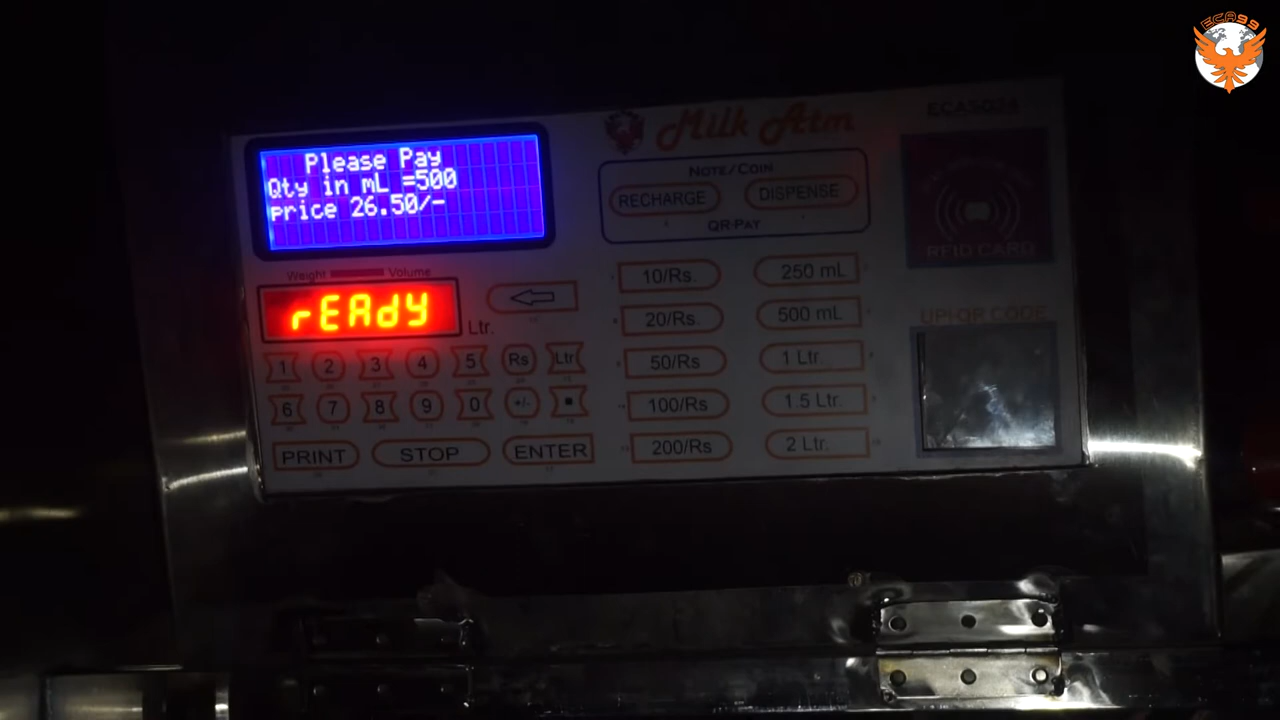 ECA99
Please Pay
Qty in mL =500
price 26.50/-
Milk Atm
NOTE/COIN
RECHARGE DISPENSE
QR-PAY
RFID CARD
Weight Volume
rEAdY
Ltr.
10/Rs. 250 mL
20/Rs. 500 mL
50/Rs 1 Ltr.
100/Rs 1.5 Ltr.
200/Rs 2 Ltr.
1 2 3 4 5 Rs Ltr
6 7 8 9 0 +/- ■
PRINT STOP ENTER
UPI-QR CODE